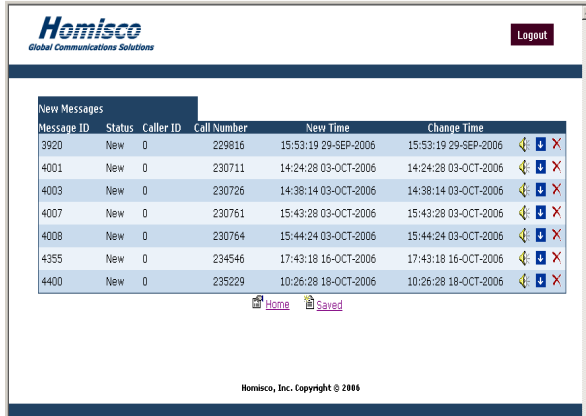 Homisco
Global Communications Solutions
Logout
New Messages
Message ID Status Caller ID Call Number New Time Change Time
3920 New 0 229816 15:53:19 29-SEP-2006 15:53:19 29-SEP-2006
4001 New 0 230711 14:24:28 03-OCT-2006 14:24:28 03-OCT-2006
4003 New 0 230726 14:38:14 03-OCT-2006 14:38:14 03-OCT-2006
4007 New 0 230761 15:43:28 03-OCT-2006 15:43:28 03-OCT-2006
4008 New 0 230764 15:44:24 03-OCT-2006 15:44:24 03-OCT-2006
4355 New 0 234546 17:43:18 16-OCT-2006 17:43:18 16-OCT-2006
4400 New 0 235229 10:26:28 18-OCT-2006 10:26:28 18-OCT-2006
Home Saved
Homisco, Inc. Copyright © 2006